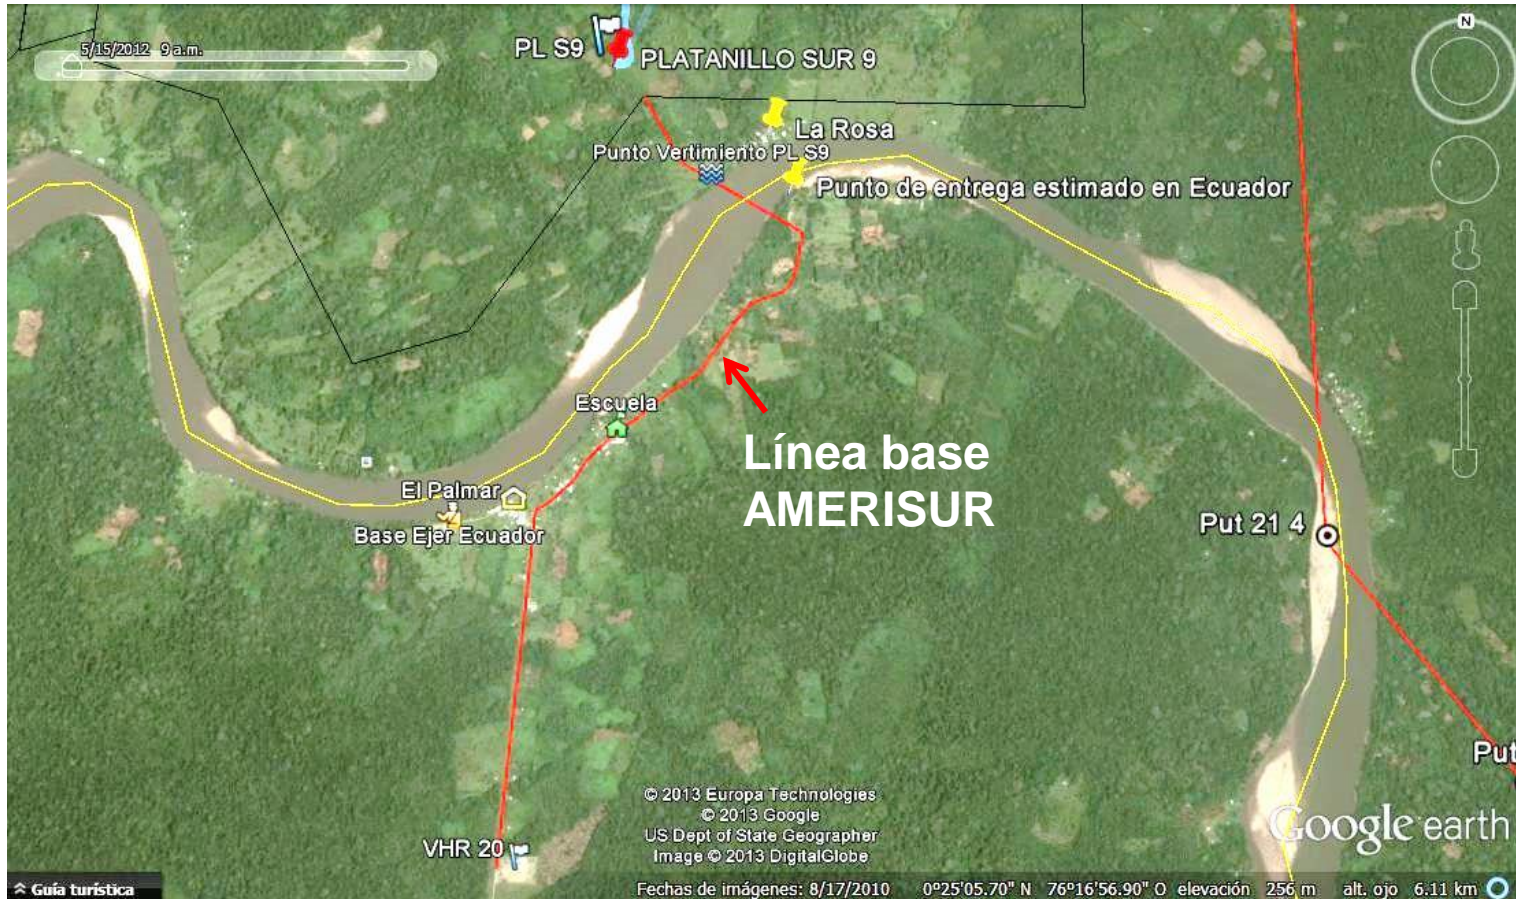 5/15/2012 9 a.m.
PL S9
PLATANILLO SUR 9
N
La Rosa
Punto Vertimiento PL S9
Punto de entrega estimado en Ecuador
Escuela
Línea base
AMERISUR
El Palmar
Base Ejer Ecuador
Put 21 4
Put
VHR 20
© 2013 Europa Technologies
© 2013 Google
US Dept of State Geographer
Image © 2013 DigitalGlobe
Google earth
Guía turística
Fechas de imágenes: 8/17/2010 0°25'05.70" N 76°16'56.90" O elevación 256 m alt. ojo 6.11 km